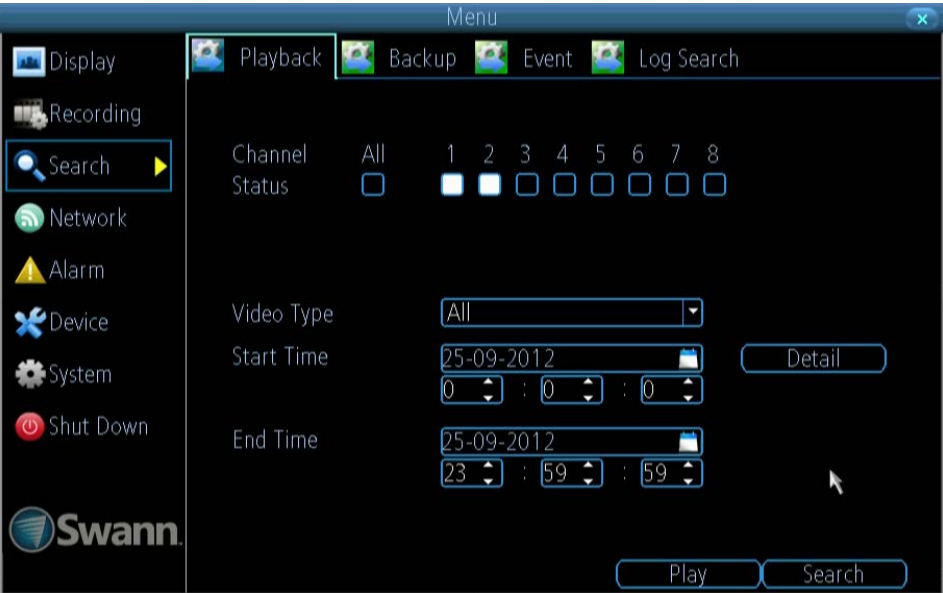 Menu
Display
Recording
Search
Network
Alarm
Device
System
Shut Down
Swann
Playback Backup Event Log Search
Channel All 1 2 3 4 5 6 7 8
Status
Video Type All
Start Time 25-09-2012 Detail
0 : 0 : 0
End Time 25-09-2012
23 : 59 : 59
Play Search